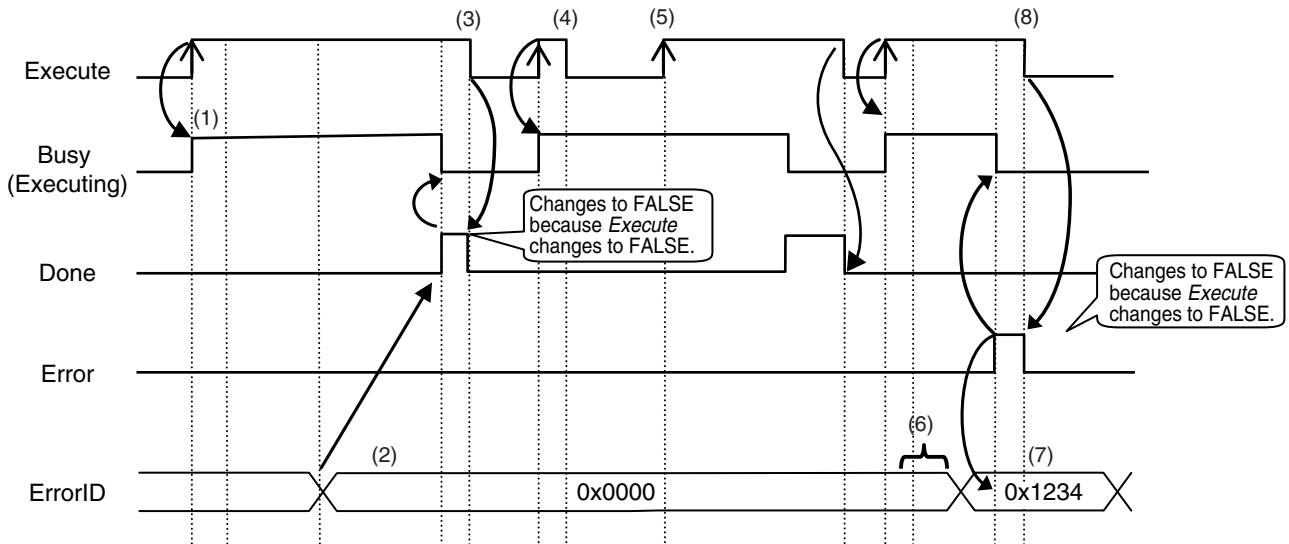 (3) (4) (5) (8)
Execute
(1)
Busy
(Executing)
Changes to FALSE
because Execute
changes to FALSE.
Done
Changes to FALSE
because Execute
changes to FALSE.
Error
(6)
(2) (7)
ErrorID 0x0000 0x1234